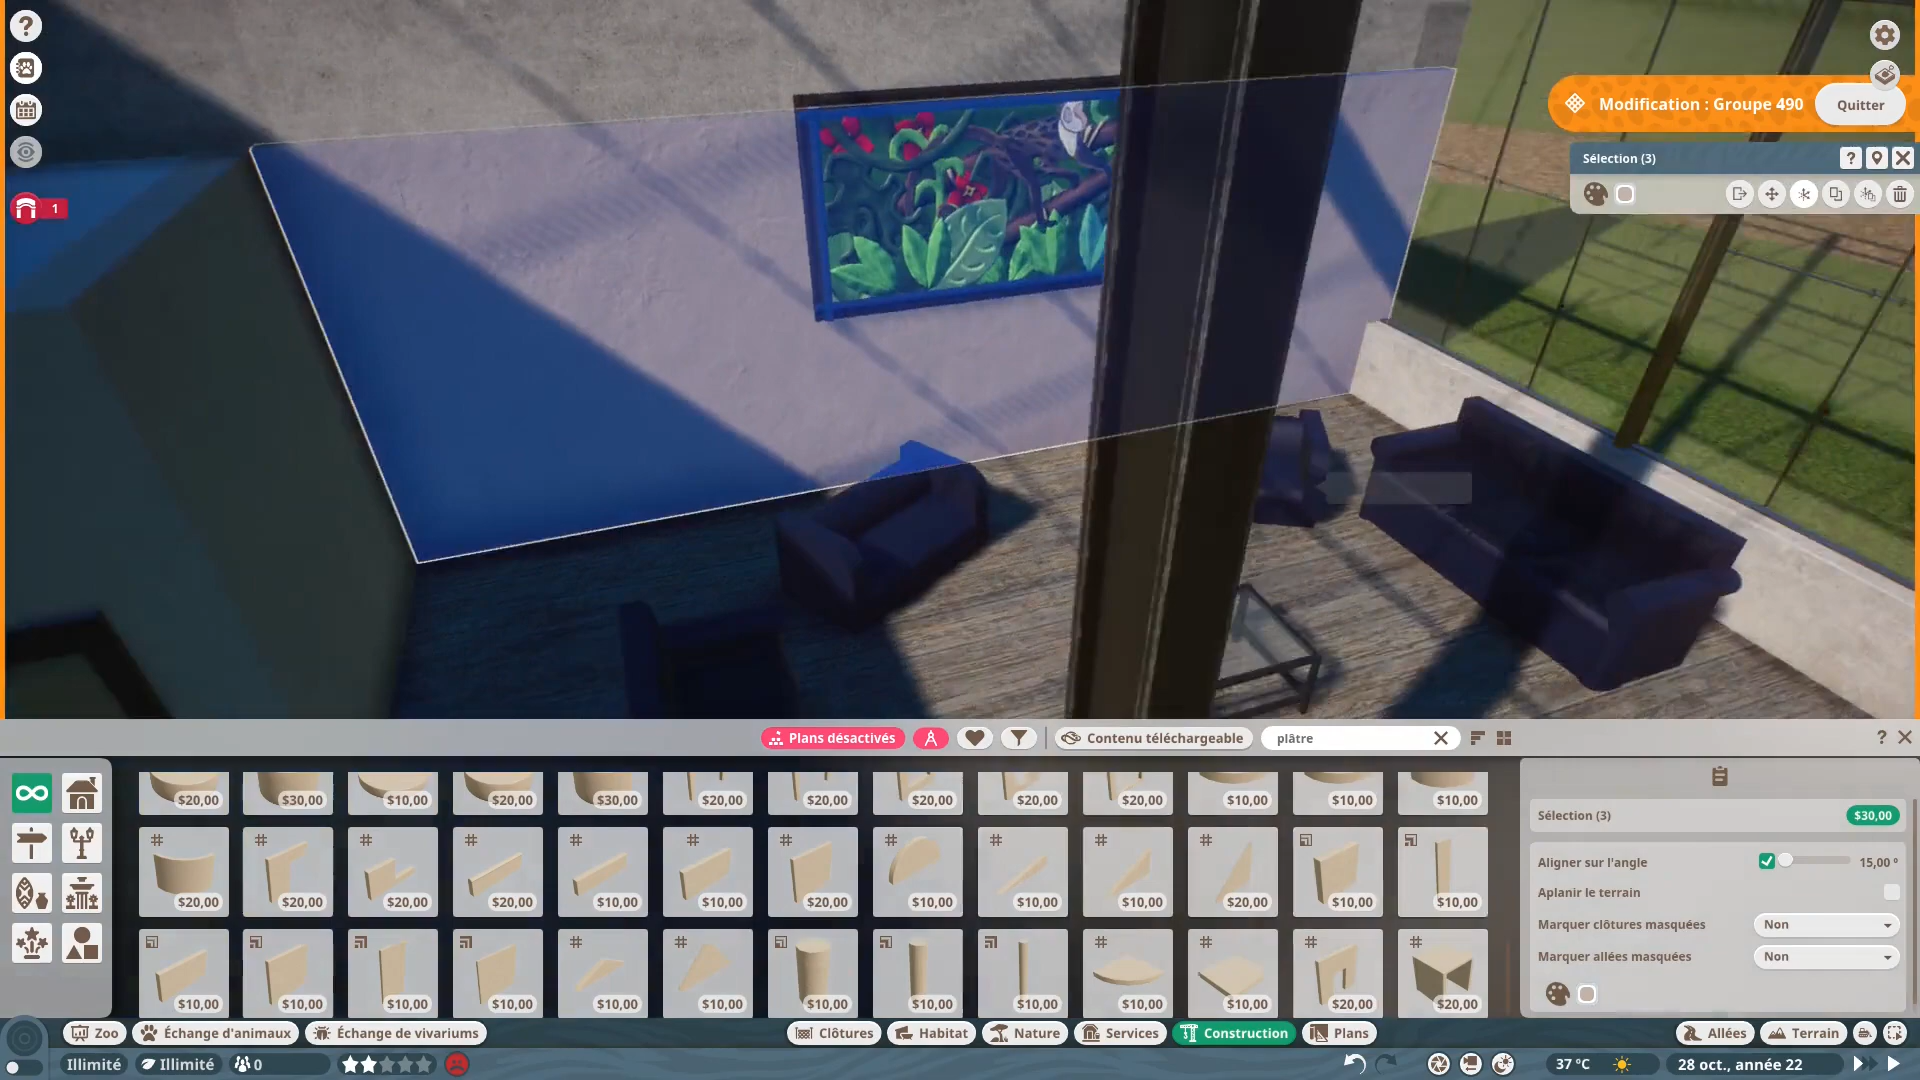 Modification : Groupe 490
Quitter
Sélection (3)
?
1
Plans désactivés
Contenu téléchargeable
plâtre
$20,00 $30,00 $10,00 $20,00 $30,00 $20,00 $20,00 $20,00 $20,00 $20,00 $10,00 $10,00 $10,00
$20,00 $20,00 $20,00 $20,00 $10,00 $10,00 $20,00 $10,00 $10,00 $10,00 $20,00 $10,00 $10,00
$10,00 $10,00 $10,00 $10,00 $10,00 $10,00 $10,00 $10,00 $10,00 $10,00 $10,00 $20,00 $20,00
Sélection (3)
$30,00
Aligner sur l'angle
15,00 °
Aplanir le terrain
Marquer clôtures masquées
Non
Marquer allées masquées
Non
Zoo
Échange d'animaux
Échange de vivariums
Clôtures
Habitat
Nature
Services
Construction
Plans
Allées
Terrain
Illimité
Illimité
0
37 °C
28 oct., année 22